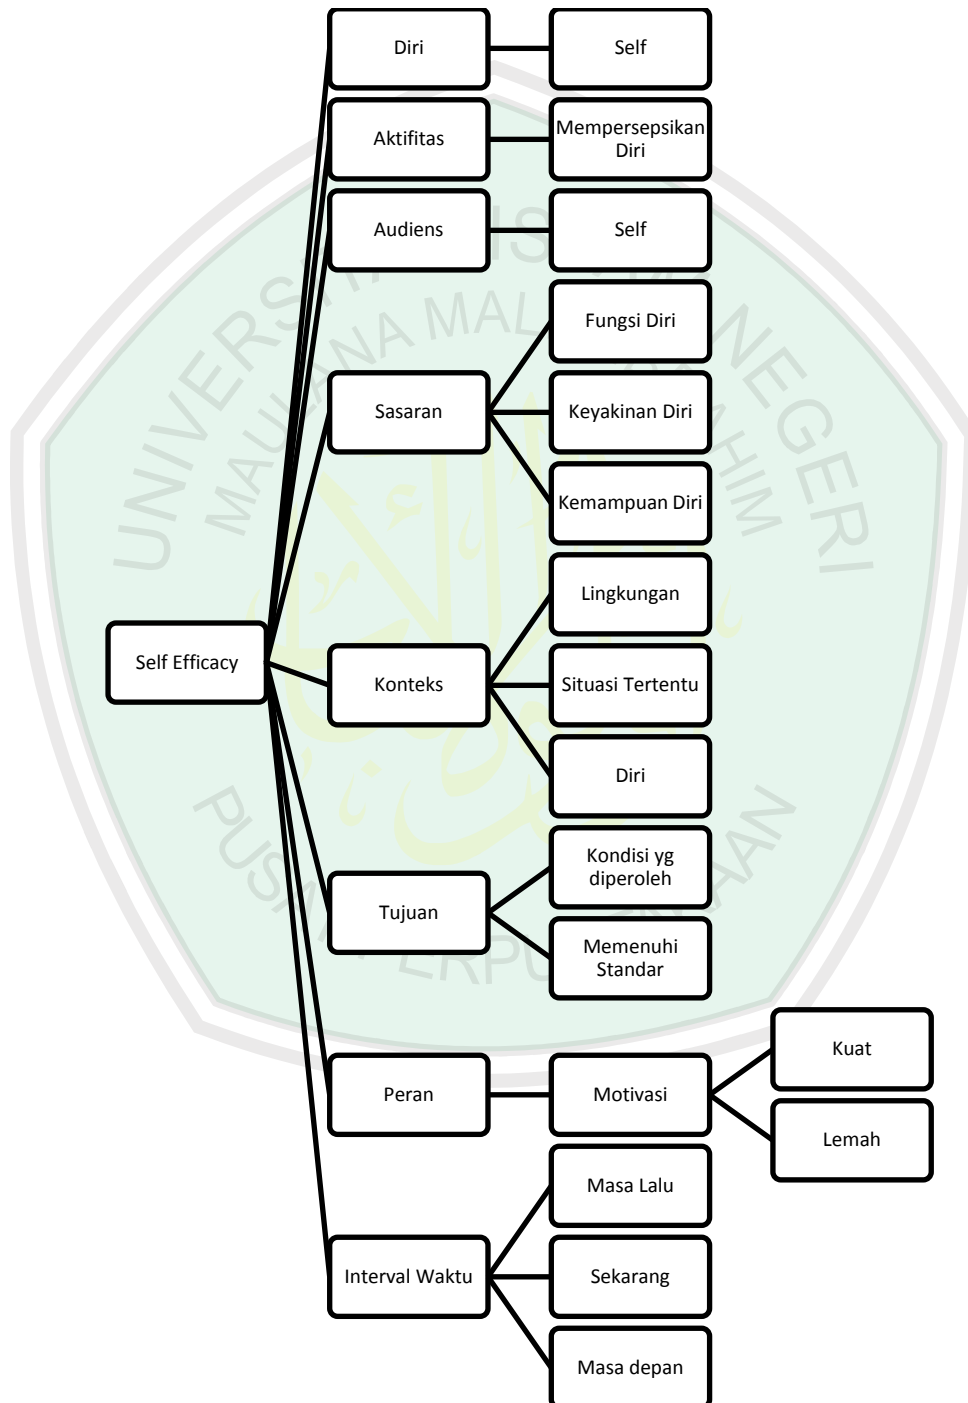 Diri
Self
Aktifitas
Mempersepsikan
Diri
Audiens
Self
Sasaran
Fungsi Diri
Keyakinan Diri
Kemampuan Diri
Self Efficacy
Konteks
Lingkungan
Situasi Tertentu
Diri
Tujuan
Kondisi yg
diperoleh
Memenuhi
Standar
Peran
Motivasi
Kuat
Lemah
Interval Waktu
Masa Lalu
Sekarang
Masa depan